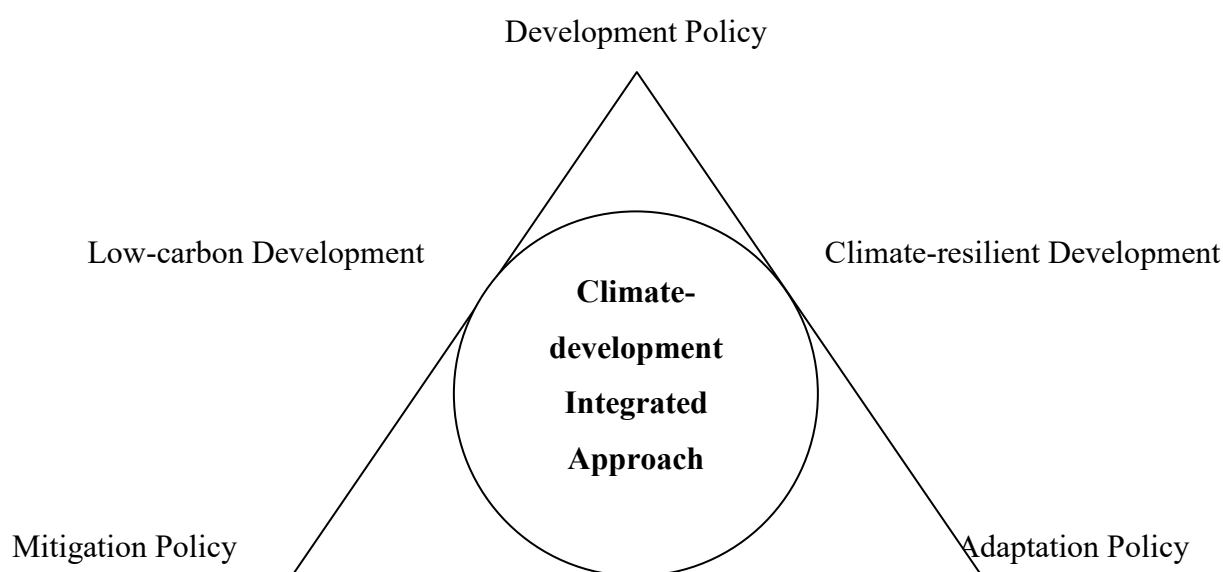 Development Policy
Low-carbon Development
Climate-resilient Development
Climate-
development
Integrated
Approach
Mitigation Policy
Adaptation Policy